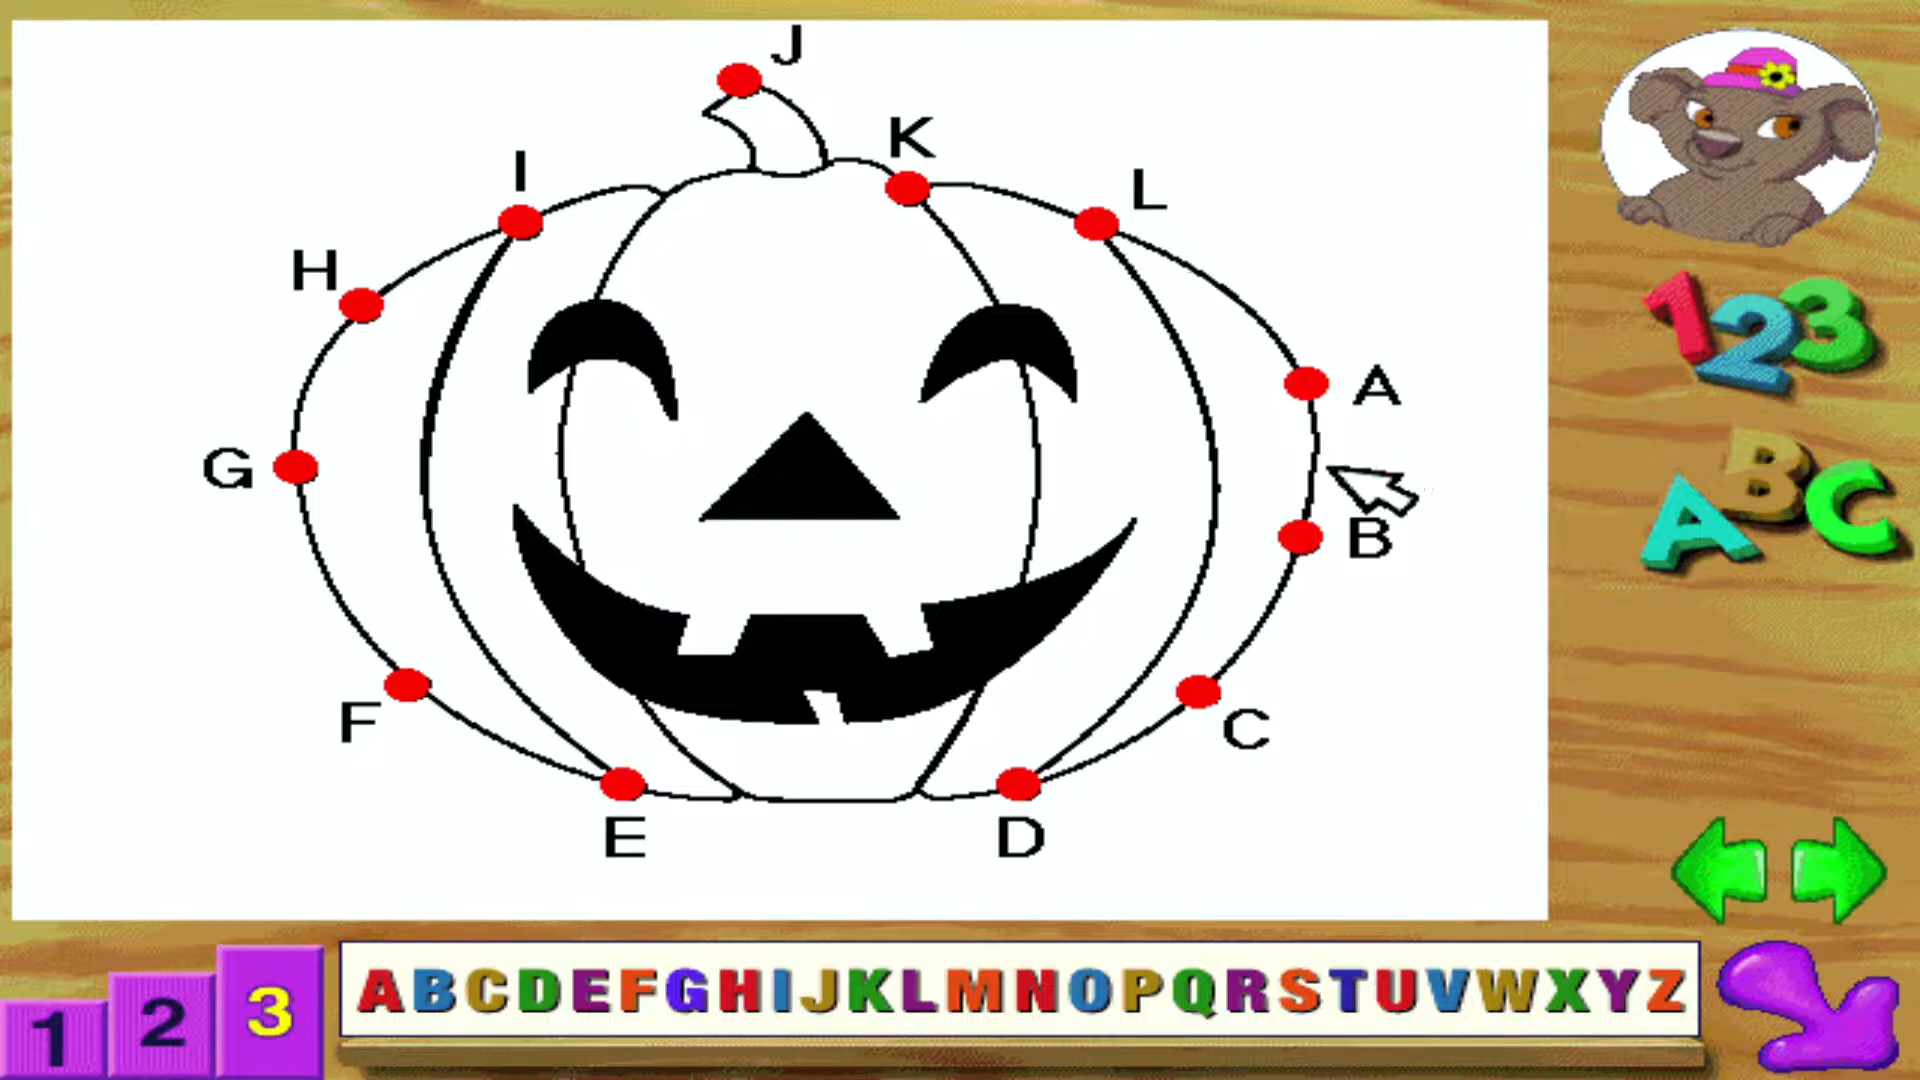 J
K
I
L
H
A
G
B
F
C
E
D
123
ABC
1 2 3
ABCDEFGHIJKLMNOPQRSTUVWXYZ